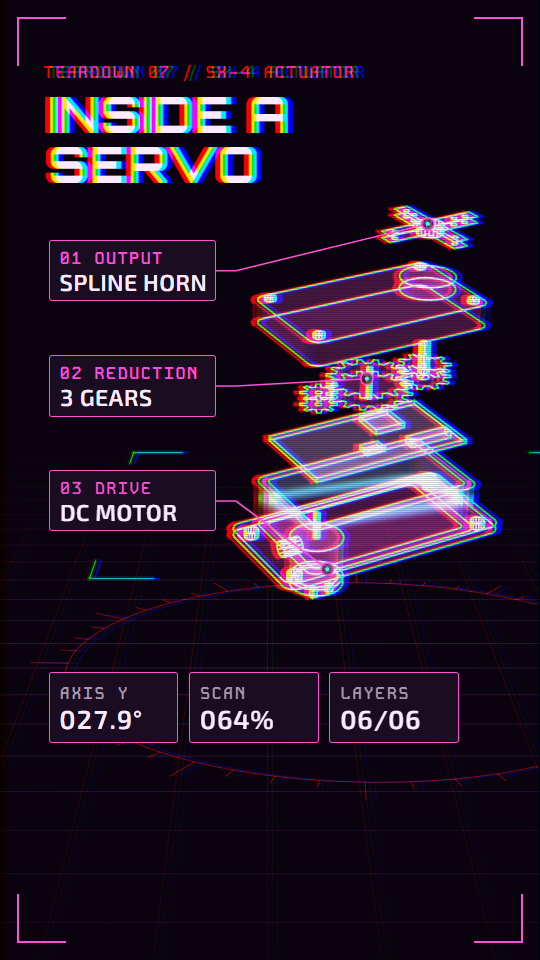 TEARDOWN 07 // SX-4 ACTUATOR
INSIDE A
SERVO
01 OUTPUT
SPLINE HORN
02 REDUCTION
3 GEARS
03 DRIVE
DC MOTOR
AXIS Y
027.9°
SCAN
064%
LAYERS
06/06